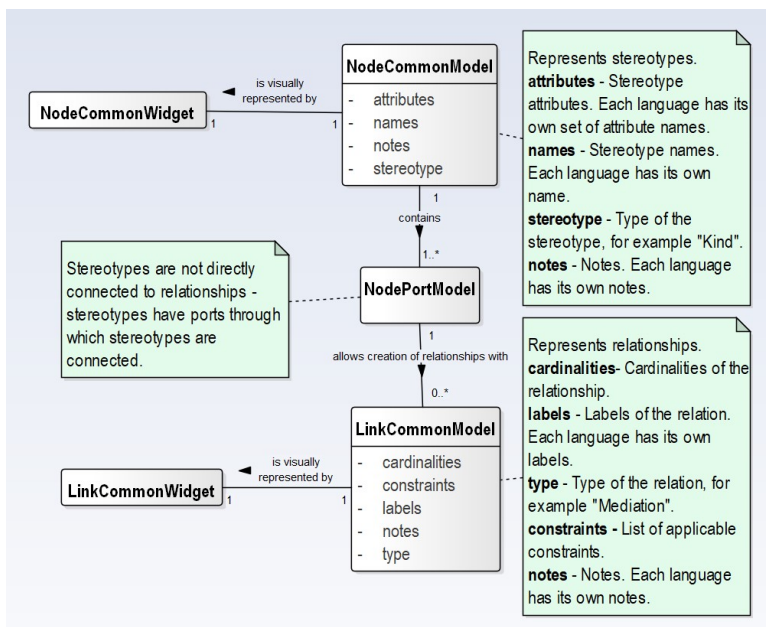 NodeCommonModel
- attributes
- names
- notes
- stereotype
is visually
represented by
1
1
NodeCommonWidget
Represents stereotypes.
attributes - Stereotype
attributes. Each language has its
own set of attribute names.
names - Stereotype names.
Each language has its own
name.
stereotype - Type of the
stereotype, for example "Kind".
notes - Notes. Each language
has its own notes.
1
contains
1..*
Stereotypes are not directly
connected to relationships -
stereotypes have ports through
which stereotypes are
connected.
NodePortModel
1
allows creation of relationships with
0..*
LinkCommonModel
- cardinalities
- constraints
- labels
- notes
- type
is visually
represented by
1
1
LinkCommonWidget
Represents relationships.
cardinalities- Cardinalities of the
relationship.
labels - Labels of the relation.
Each language has its own
labels.
type - Type of the relation, for
example "Mediation".
constraints - List of applicable
constraints.
notes - Notes. Each language
has its own notes.